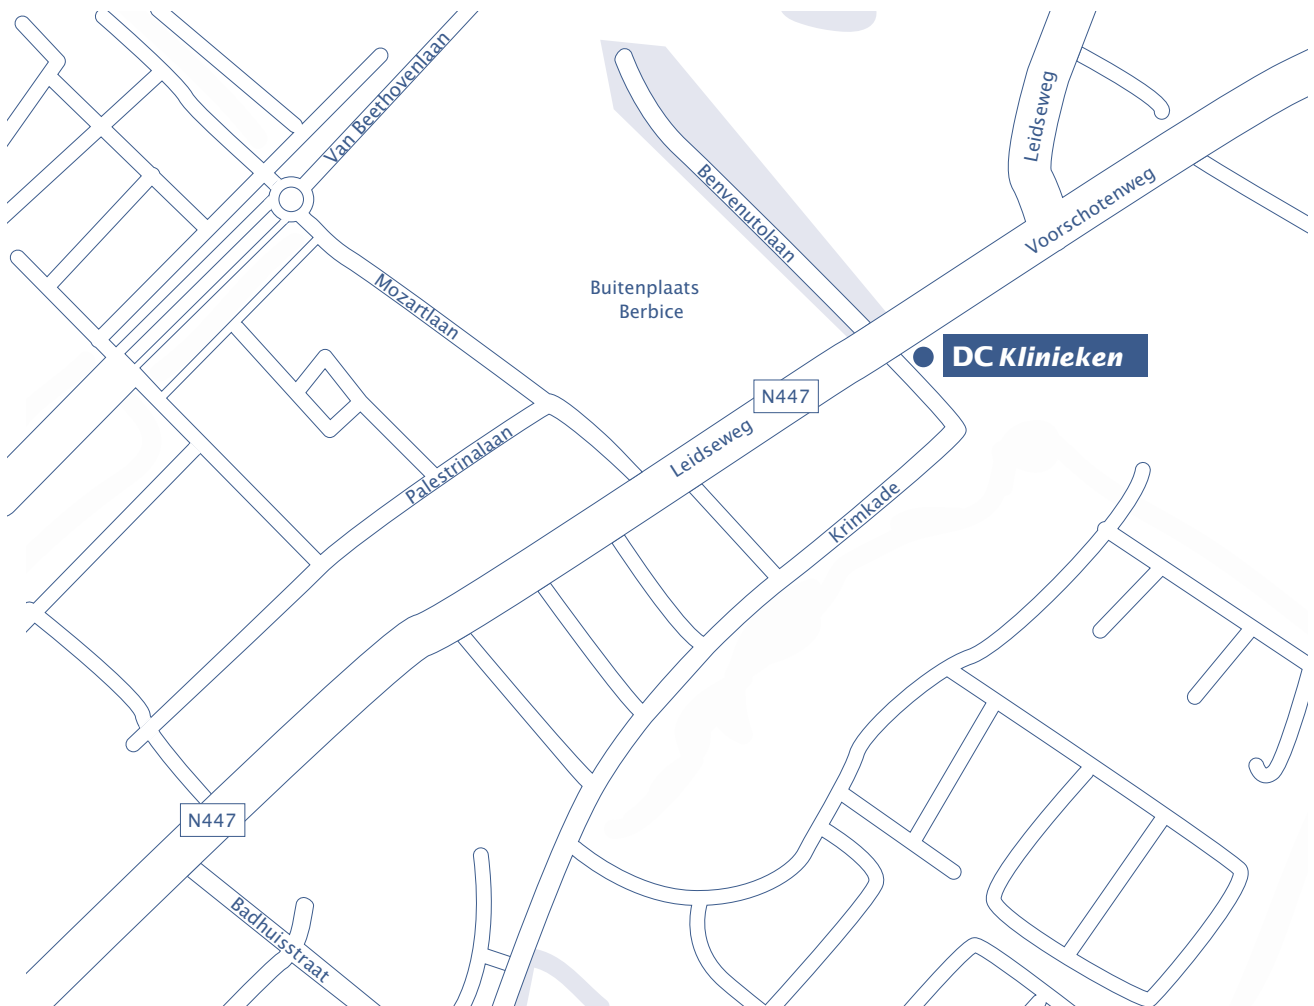 Van Beethovenlaan
Leidseweg
Benvenutolaan
Voorschotenweg
Mozartlaan
Buitenplaats
Berbice
DC Klinieken
N447
Leidseweg
Palestrinalaan
Krimkade
N447
Badhuisstraat